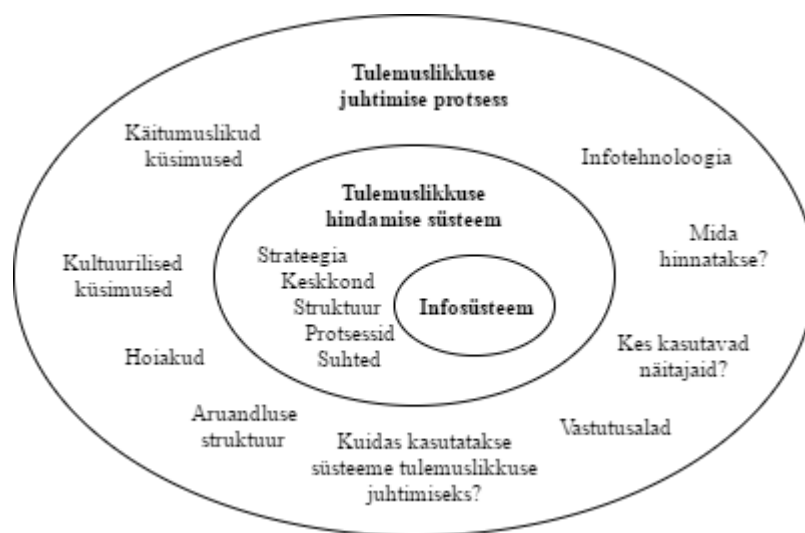 Tulemuslikkuse
juhtimise protsess
Käitumuslikud
küsimused
Infotehnoloogia
Tulemuslikkuse
hindamise süsteem
Mida
hinnatakse?
Kultuurilised
küsimused
Strateegia
Keskkond
Struktuur
Protsessid
Suhted
Infosüsteem
Hoiakud
Kes kasutavad
näitajaid?
Aruandluse
struktuur
Kuidas kasutatakse
süsteeme tulemuslikkuse
juhtimiseks?
Vastutusalad